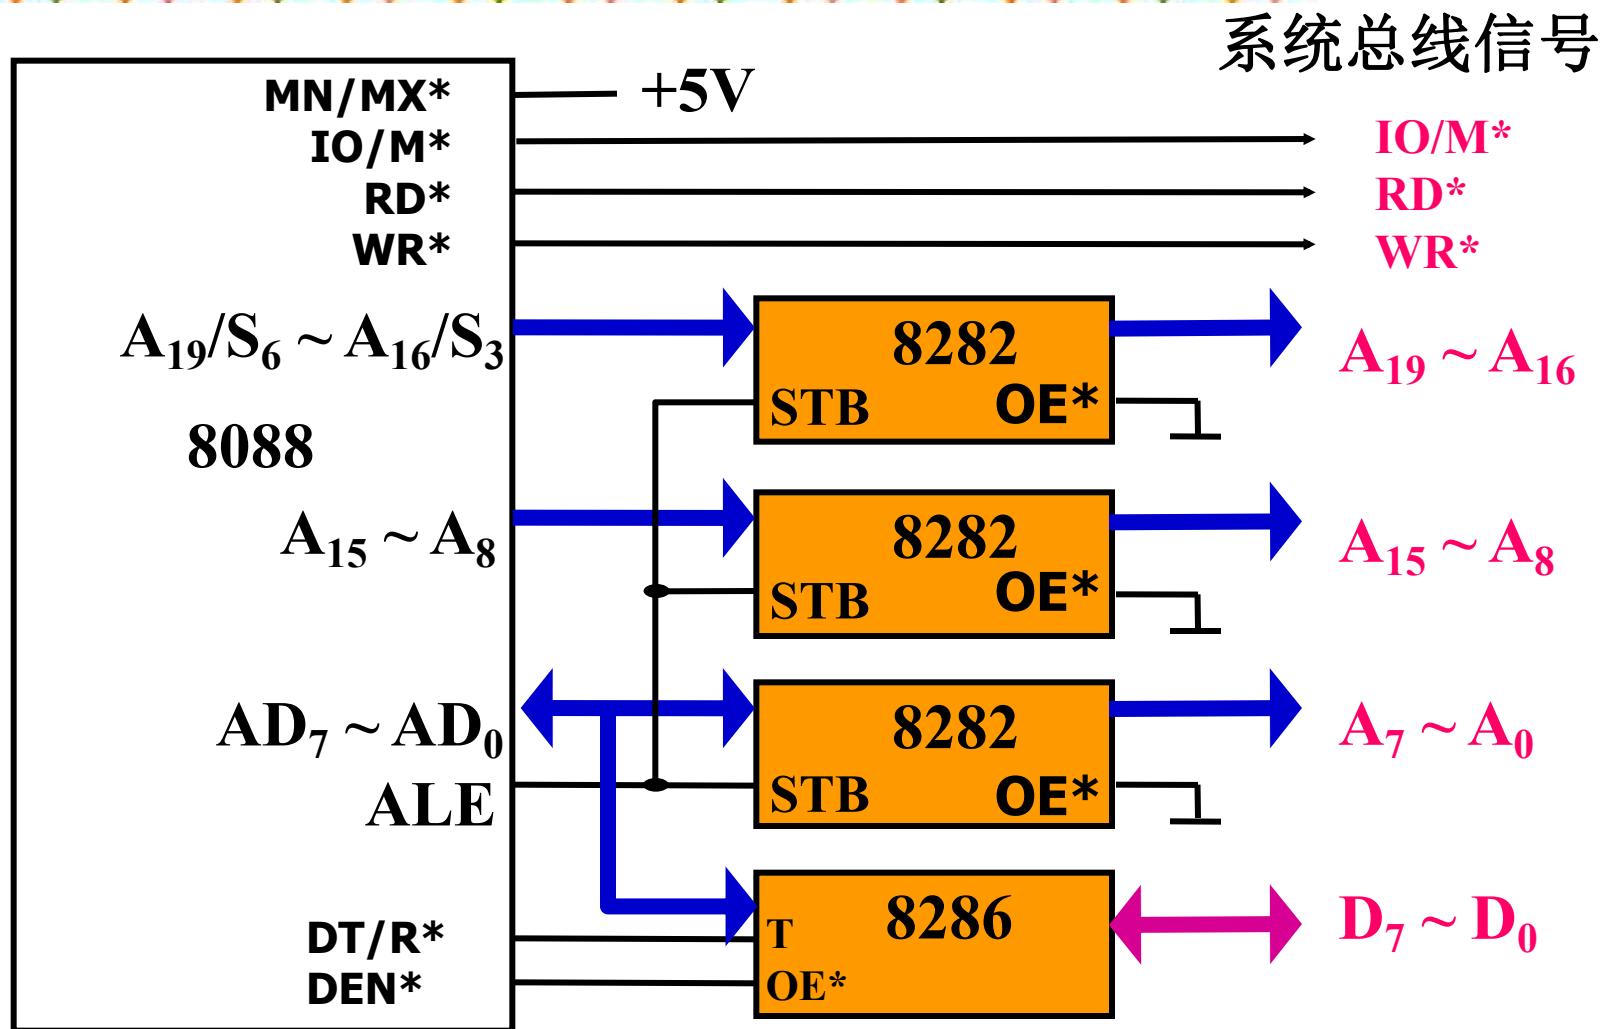 系统总线信号
MN/MX*
+5V
IO/M*
IO/M*
RD*
RD*
WR*
WR*
A19/S6 ~ A16/S3
8282
STB
OE*
A19 ~ A16
8088
A15 ~ A8
8282
STB
OE*
A15 ~ A8
AD7 ~ AD0
8282
STB
OE*
A7 ~ A0
ALE
DT/R*
DEN*
8286
T
OE*
D7 ~ D0